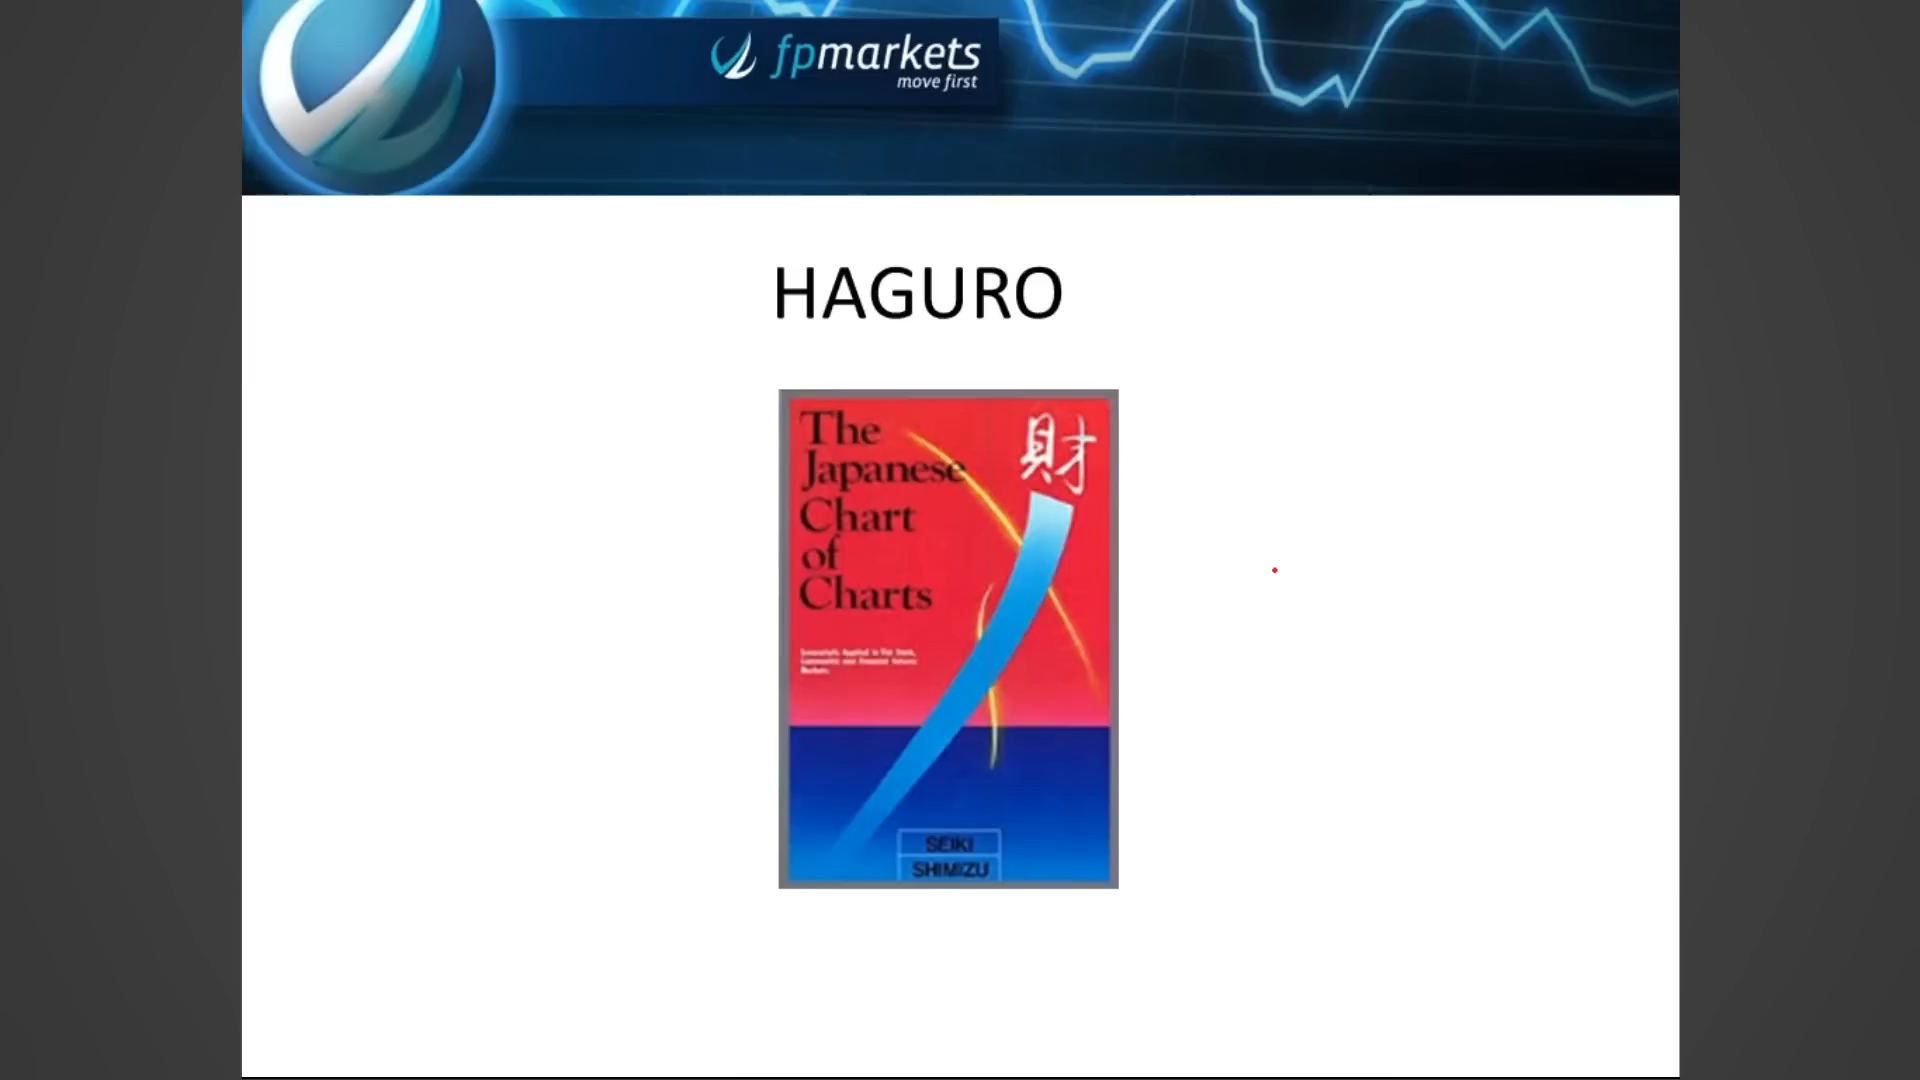 fpmarkets
move first
HAGURO
The
Japanese
Chart
of
Charts
財
SEIKI
SHIMIZU